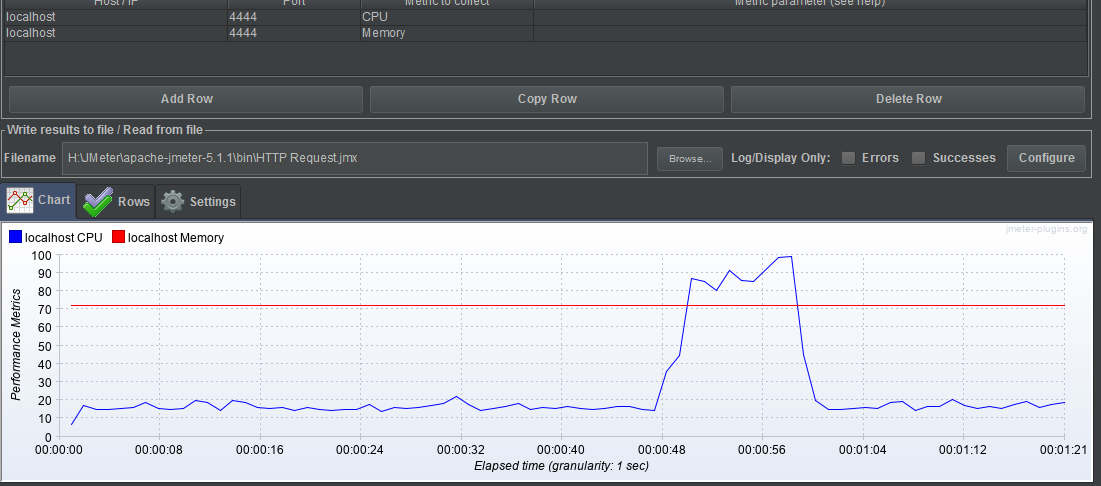 Host / IP Port Metric to collect Metric parameter (see help)
localhost 4444 CPU
localhost 4444 Memory
Add Row Copy Row Delete Row
Write results to file / Read from file
Filename H:\JMeter\apache-jmeter-5.1.1\bin\HTTP Request.jmx Browse... Log/Display Only: Errors Successes Configure
Chart Rows Settings
jmeter-plugins.org
localhost CPU localhost Memory
100
90
80
70
60
50
40
30
20
10
0
Performance Metrics
00:00:00 00:00:08 00:00:16 00:00:24 00:00:32 00:00:40 00:00:48 00:00:56 00:01:04 00:01:12 00:01:21
Elapsed time (granularity: 1 sec)